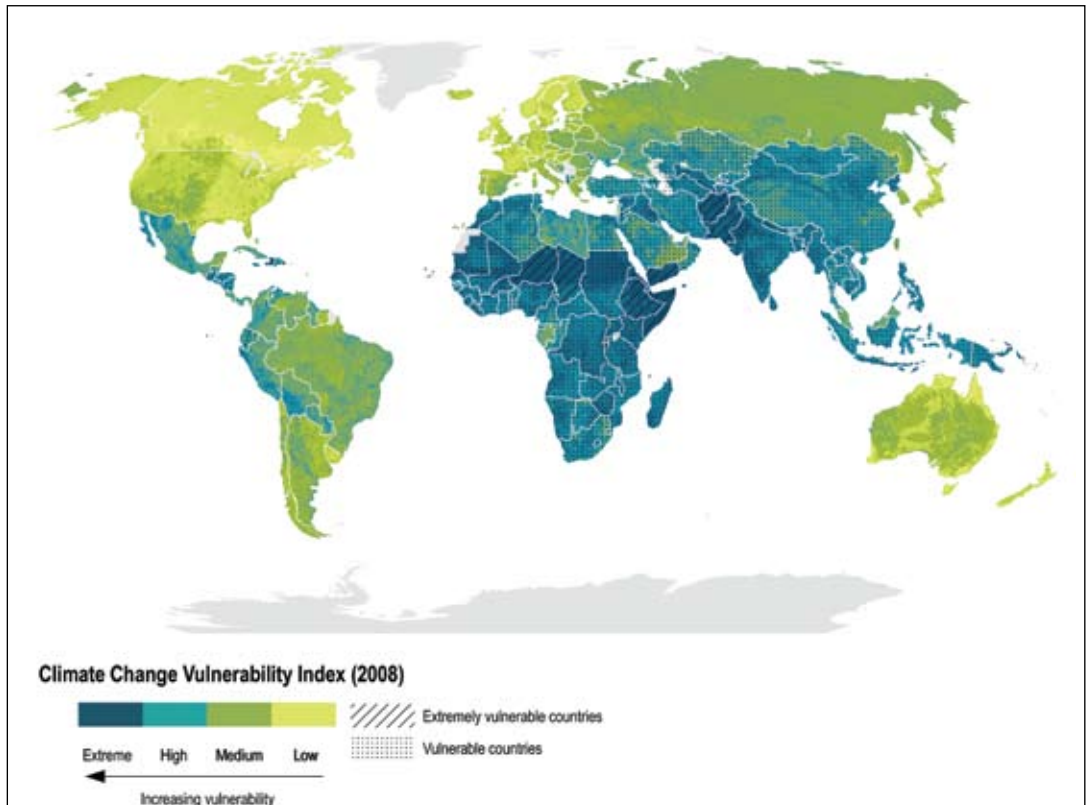 Climate Change Vulnerability Index (2008)
Extremely vulnerable countries
Vulnerable countries
Extreme High Medium Low
Increasing vulnerability